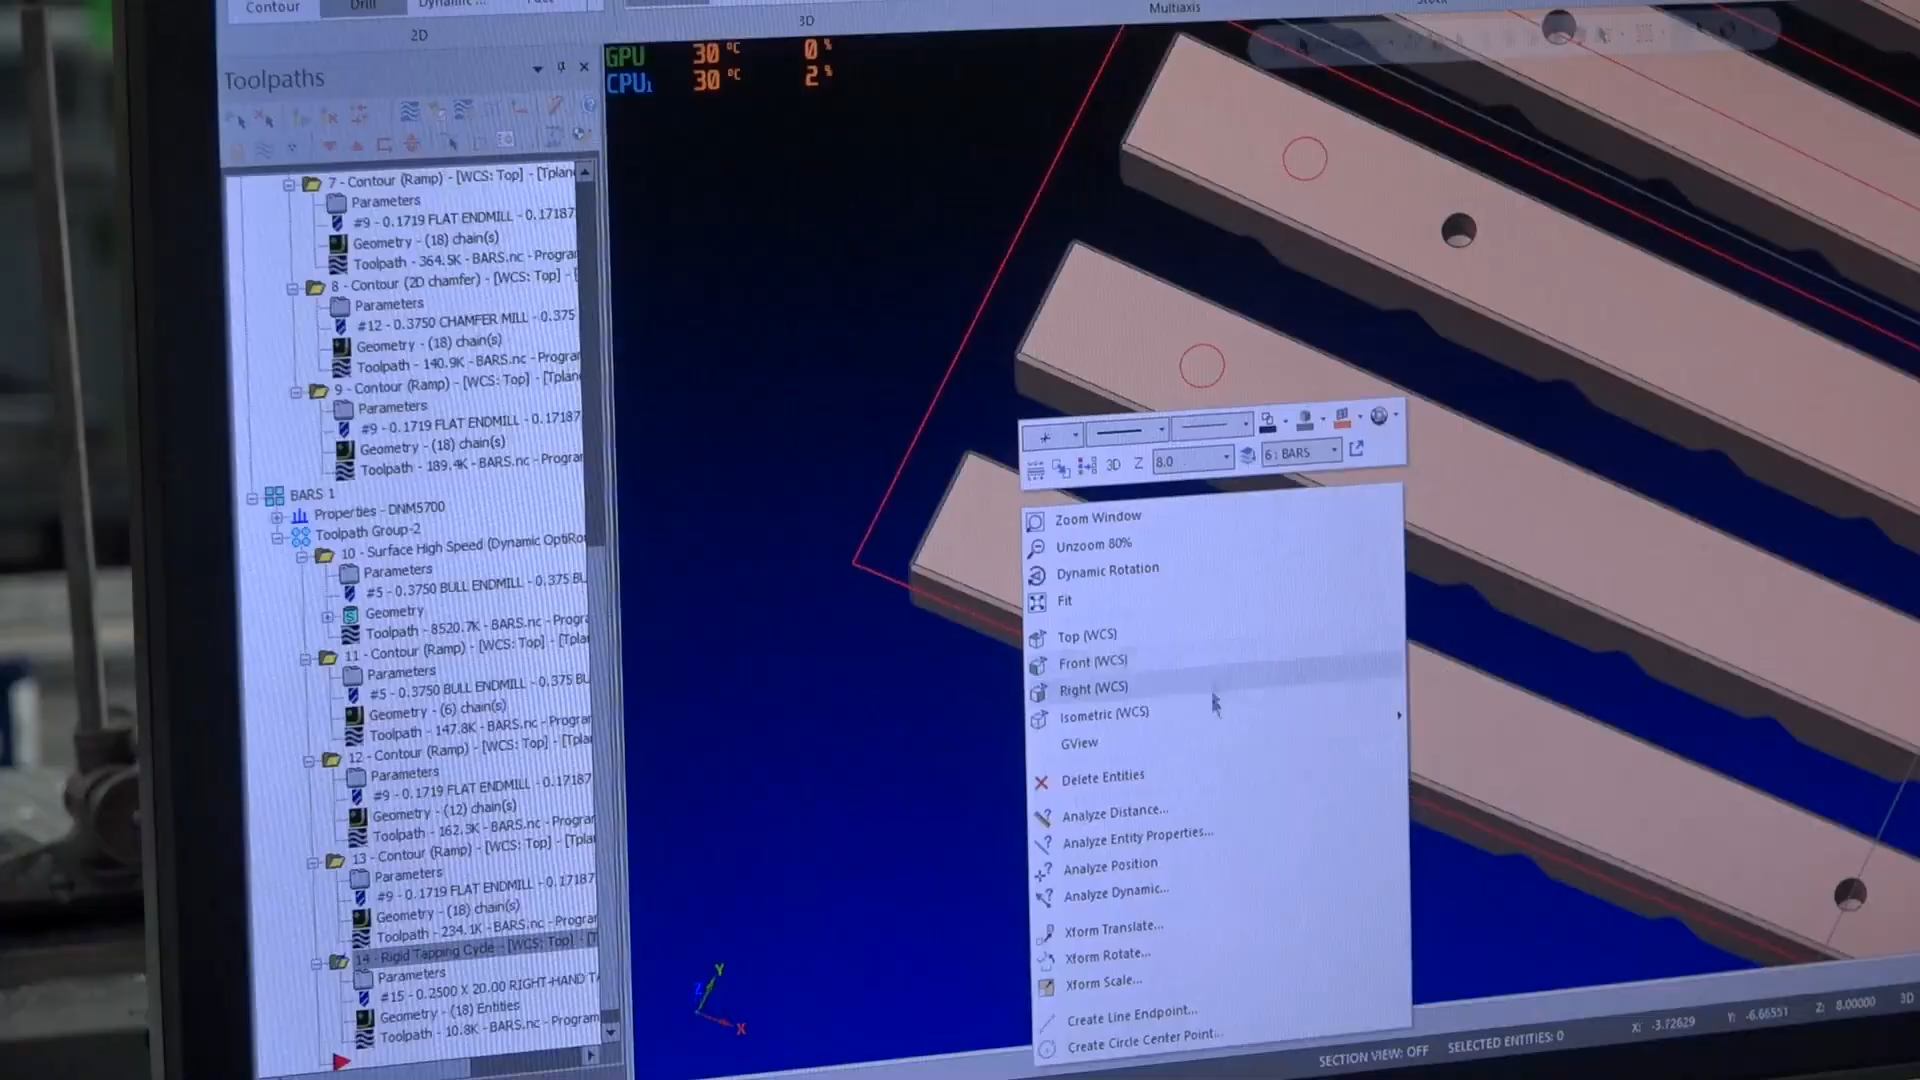 Contour
Drill
Dynamic ...
2D
3D
Multiaxis
Toolpaths
GPU 30 °C 0 %
CPU1 30 °C 2 %
7 - Contour (Ramp) - [WCS: Top] - [Tplan
Parameters
#9 - 0.1719 FLAT ENDMILL - 0.17187
Geometry - (18) chain(s)
Toolpath - 364.5K - BARS.nc - Progra
8 - Contour (2D chamfer) - [WCS: Top] - [
Parameters
#12 - 0.3750 CHAMFER MILL - 0.375
Geometry - (18) chain(s)
Toolpath - 140.9K - BARS.nc - Progra
9 - Contour (Ramp) - [WCS: Top] - [Tplan
Parameters
#9 - 0.1719 FLAT ENDMILL - 0.17187
Geometry - (18) chain(s)
Toolpath - 189.4K - BARS.nc - Progra
BARS 1
Properties - DNM5700
Toolpath Group-2
10 - Surface High Speed (Dynamic OptiRo
Parameters
#5 - 0.3750 BULL ENDMILL - 0.375 BU
Geometry
Toolpath - 8520.7K - BARS.nc - Progra
11 - Contour (Ramp) - [WCS: Top] - [Tpla
Parameters
#5 - 0.3750 BULL ENDMILL - 0.375 BU
Geometry - (6) chain(s)
Toolpath - 147.8K - BARS.nc - Progra
12 - Contour (Ramp) - [WCS: Top] - [Tpla
Parameters
#9 - 0.1719 FLAT ENDMILL - 0.17187
Geometry - (12) chain(s)
Toolpath - 162.3K - BARS.nc - Progra
13 - Contour (Ramp) - [WCS: Top] - [Tpla
Parameters
#9 - 0.1719 FLAT ENDMILL - 0.17187
Geometry - (18) chain(s)
Toolpath - 234.1K - BARS.nc - Progra
14 - Rigid Tapping Cycle - [WCS: Top] - [T
Parameters
#15 - 0.2500 X 20.00 RIGHT-HAND TA
Geometry - (18) Entities
Toolpath - 10.8K - BARS.nc - Program
3D Z 8.0 6 : BARS
Zoom Window
Unzoom 80%
Dynamic Rotation
Fit
Top (WCS)
Front (WCS)
Right (WCS)
Isometric (WCS)
GView
Delete Entities
Analyze Distance...
Analyze Entity Properties...
Analyze Position
Analyze Dynamic...
Xform Translate...
Xform Rotate...
Xform Scale...
Create Line Endpoint...
Create Circle Center Point...
Y
Z
X
SECTION VIEW: OFF SELECTED ENTITIES: 0 X: -3.72629 Y: -6.66551 Z: 8.00000 3D